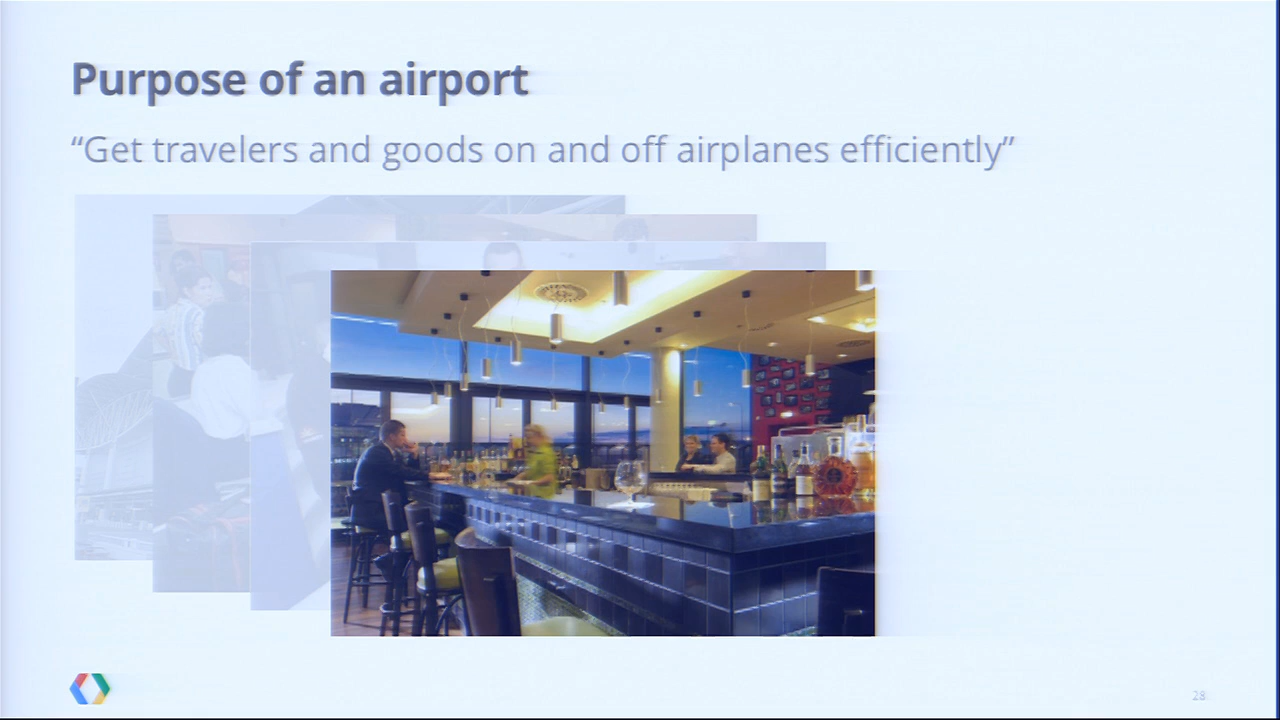 Purpose of an airport
“Get travelers and goods on and off airplanes efficiently”
28